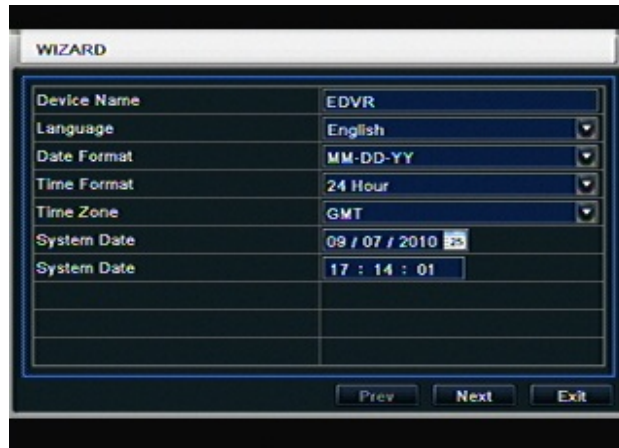 WIZARD
Device Name EDVR
Language English
Date Format MM-DD-YY
Time Format 24 Hour
Time Zone GMT
System Date 09 / 07 / 2010 25
System Date 17 : 14 : 01
Prev Next Exit